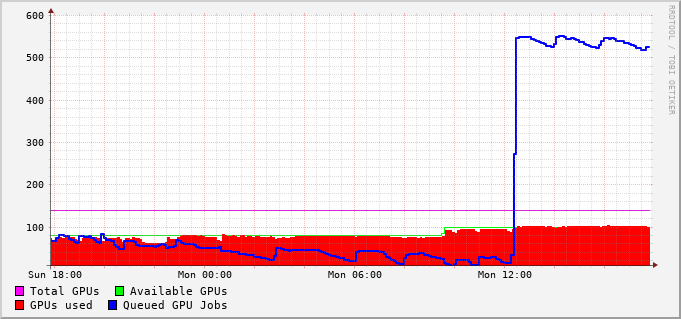 600
500
400
300
200
100
Sun 18:00 Mon 00:00 Mon 06:00 Mon 12:00
Total GPUs Available GPUs
GPUs used Queued GPU Jobs
RRDTOOL / TOBI OETIKER